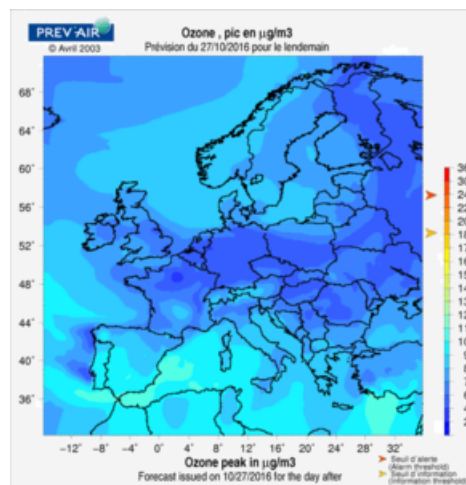 PREV'AIR
© Avril 2003
Ozone , pic en µg/m3
Prévision du 27/10/2016 pour le lendemain
68°
64°
60°
56°
52°
48°
44°
40°
36°
-12° -8° -4° 0° 4° 8° 12° 16° 20° 24° 28° 32°
Ozone peak in µg/m3
Forecast issued on 10/27/2016 for the day after
Seuil d'alerte
(Alarm threshold)
Seuil d'information
(Information threshold